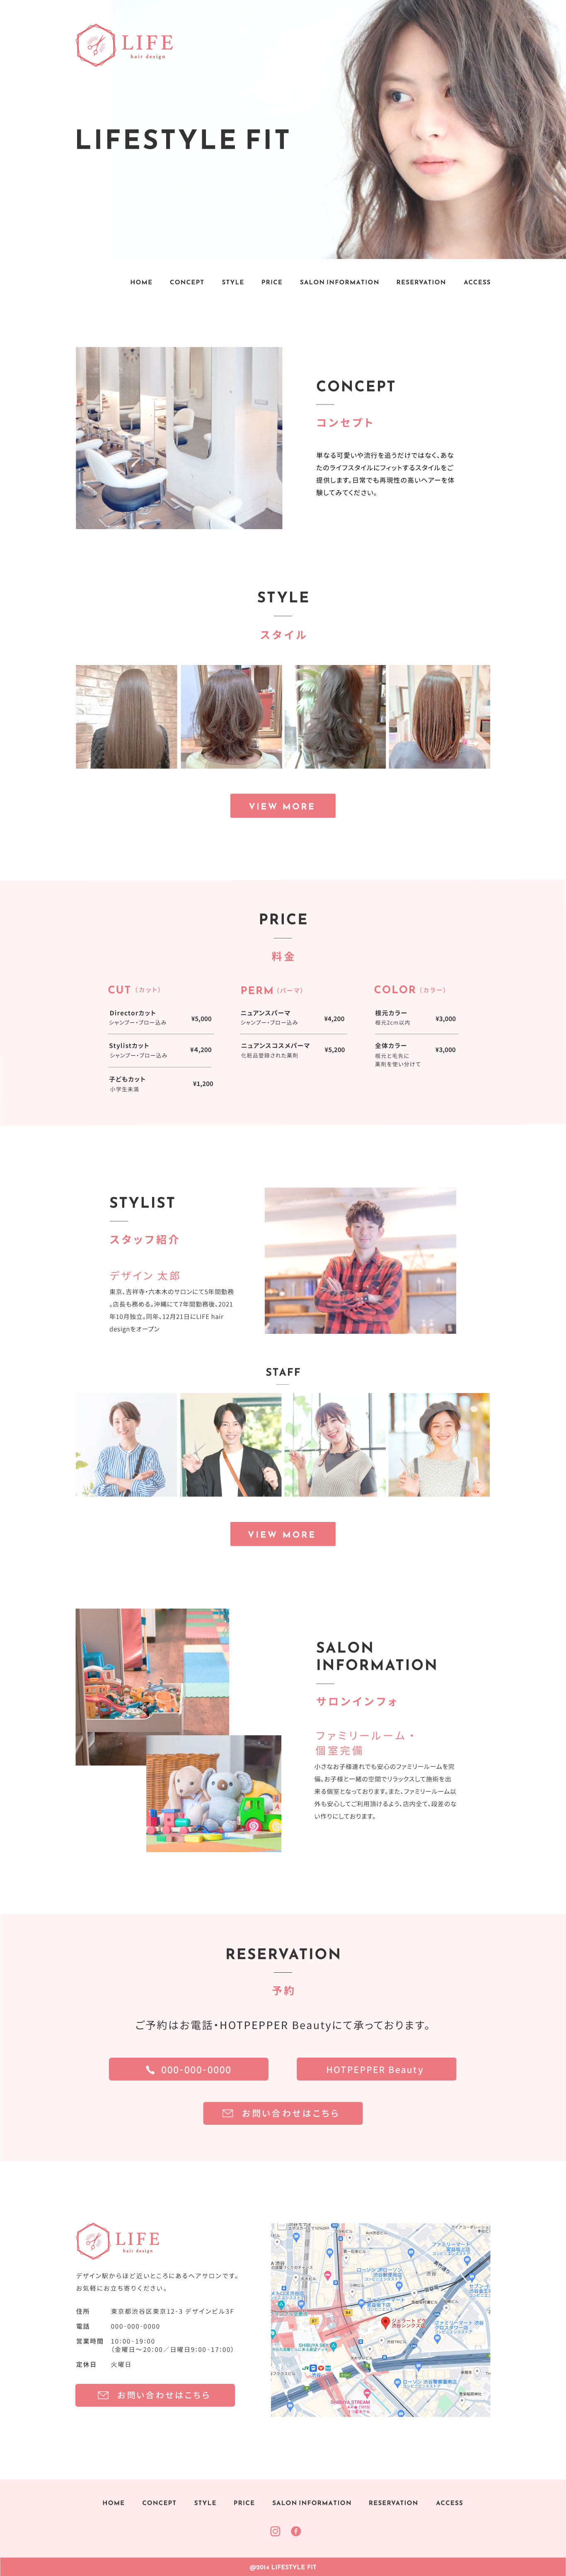 LIFE
hair design
LIFESTYLE FIT
HOME CONCEPT STYLE PRICE SALON INFORMATION RESERVATION ACCESS
CONCEPT
コンセプト
単なる可愛いや流行を追うだけではなく、あな
たのライフスタイルにフィットするスタイルをご
提供します。日常でも再現性の高いヘアーを体
験してみてください。
STYLE
スタイル
VIEW MORE
PRICE
料金
CUT（カット）
Directorカット
シャンプー・ブロー込み
¥5,000
Stylistカット
シャンプー・ブロー込み
¥4,200
子どもカット
小学生未満
¥1,200
PERM（パーマ）
ニュアンスパーマ
シャンプー・ブロー込み
¥4,200
ニュアンスコスメパーマ
化粧品登録された薬剤
¥5,200
COLOR（カラー）
根元カラー
根元2cm以内
¥3,000
全体カラー
根元と毛先に
薬剤を使い分けて
¥3,000
STYLIST
スタッフ紹介
デザイン 太郎
東京、吉祥寺・六本木のサロンにて5年間勤務
。店長も務める。沖縄にて7年間勤務後。2021
年10月独立。同年、12月21日にLIFE hair
designをオープン
STAFF
VIEW MORE
SALON
INFORMATION
サロンインフォ
ファミリールーム・
個室完備
小さなお子様連れでも安心のファミリールームを完
備。お子様と一緒の空間でリラックスして施術を出
来る個室となっております。また、ファミリールーム以
外も安心してご利用頂けるよう、店内全て、段差のな
い作りにしております。
RESERVATION
予約
ご予約はお電話・HOTPEPPER Beautyにて承っております。
000-000-0000
HOTPEPPER Beauty
お問い合わせはこちら
LIFE
hair design
デザイン駅からほど近いところにあるヘアサロンです。
お気軽にお立ち寄りください。
住所 東京都渋谷区東京12-3 デザインビル3F
電話 000-000-0000
営業時間 10:00-19:00
（金曜日〜20:00／日曜日9:00-17:00）
定休日 火曜日
お問い合わせはこちら
ファミリーマート
ローソン
SHIBUYA SKY
ジェラート ピケ
渋谷シンクス店
SHIBUYA STREAM
HOME CONCEPT STYLE PRICE SALON INFORMATION RESERVATION ACCESS
@2014 LIFESTYLE FIT